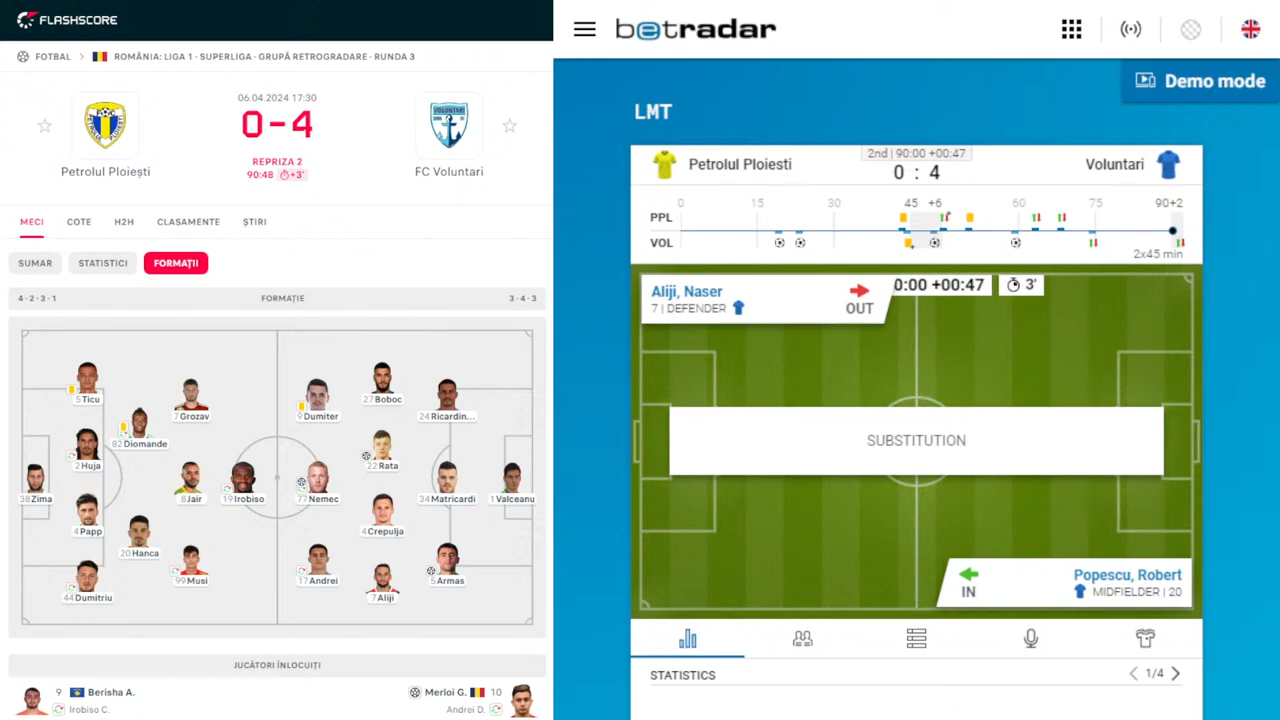 FLASHSCORE
FOTBAL
ROMÂNIA: LIGA 1 - SUPERLIGA - GRUPĂ RETROGRADARE - RUNDA 3
06.04.2024 17:30
0-4
REPRIZA 2
90:48 +3'
Petrolul Ploiești
FC Voluntari
MECI COTE H2H CLASAMENTE ȘTIRI
SUMAR STATISTICI FORMAȚII
4 - 2 - 3 - 1 FORMAȚIE 3 - 4 - 3
5 Ticu
7 Grozav
9 Dumiter
27 Boboc
24 Ricardin...
82 Diomande
2 Huja
22 Rata
38 Zima
8 Jair
19 Irobiso
77 Nemec
34 Matricardi
1 Valceanu
4 Papp
4 Crepulja
20 Hanca
99 Musi
17 Andrei
5 Armas
44 Dumitriu
7 Aliji
JUCĂTORI ÎNLOCUIȚI
9 Berisha A.
Irobiso C.
Merloi G. 10
Andrei D.
betradar
Demo mode
LMT
Petrolul Ploiesti
2nd | 90:00 +00:47
0 : 4
Voluntari
0 15 30 45 +6 60 75 90+2
PPL
VOL
2x45 min
Aliji, Naser
7 | DEFENDER
OUT
0:00 +00:47
3'
SUBSTITUTION
IN
Popescu, Robert
MIDFIELDER | 20
STATISTICS
1/4